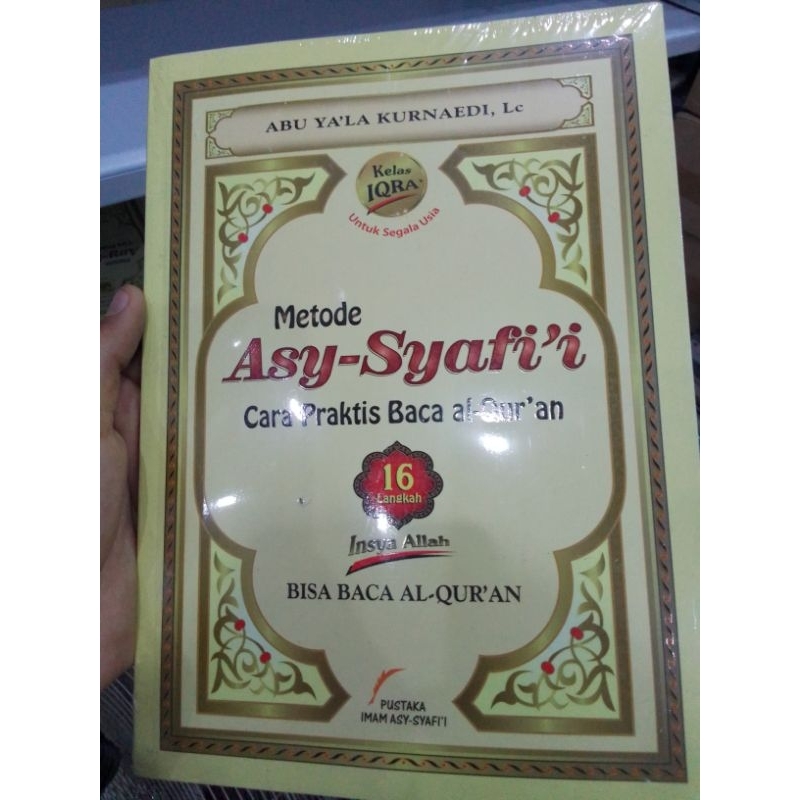 ABU YA'LA KURNAEDI, Lc
Kelas
IQRA'
Untuk Segala Usia
Metode
Asy-Syafi'i
Cara Praktis Baca al-Qur'an
16
Langkah
Insya Allah
BISA BACA AL-QUR'AN
PUSTAKA
IMAM ASY-SYAFI'I